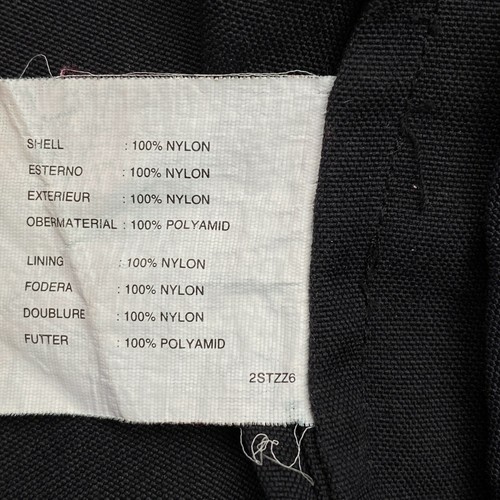 SHELL : 100% NYLON
ESTERNO : 100% NYLON
EXTERIEUR : 100% NYLON
OBERMATERIAL : 100% POLYAMID
LINING : 100% NYLON
FODERA : 100% NYLON
DOUBLURE : 100% NYLON
FUTTER : 100% POLYAMID
2STZZ6